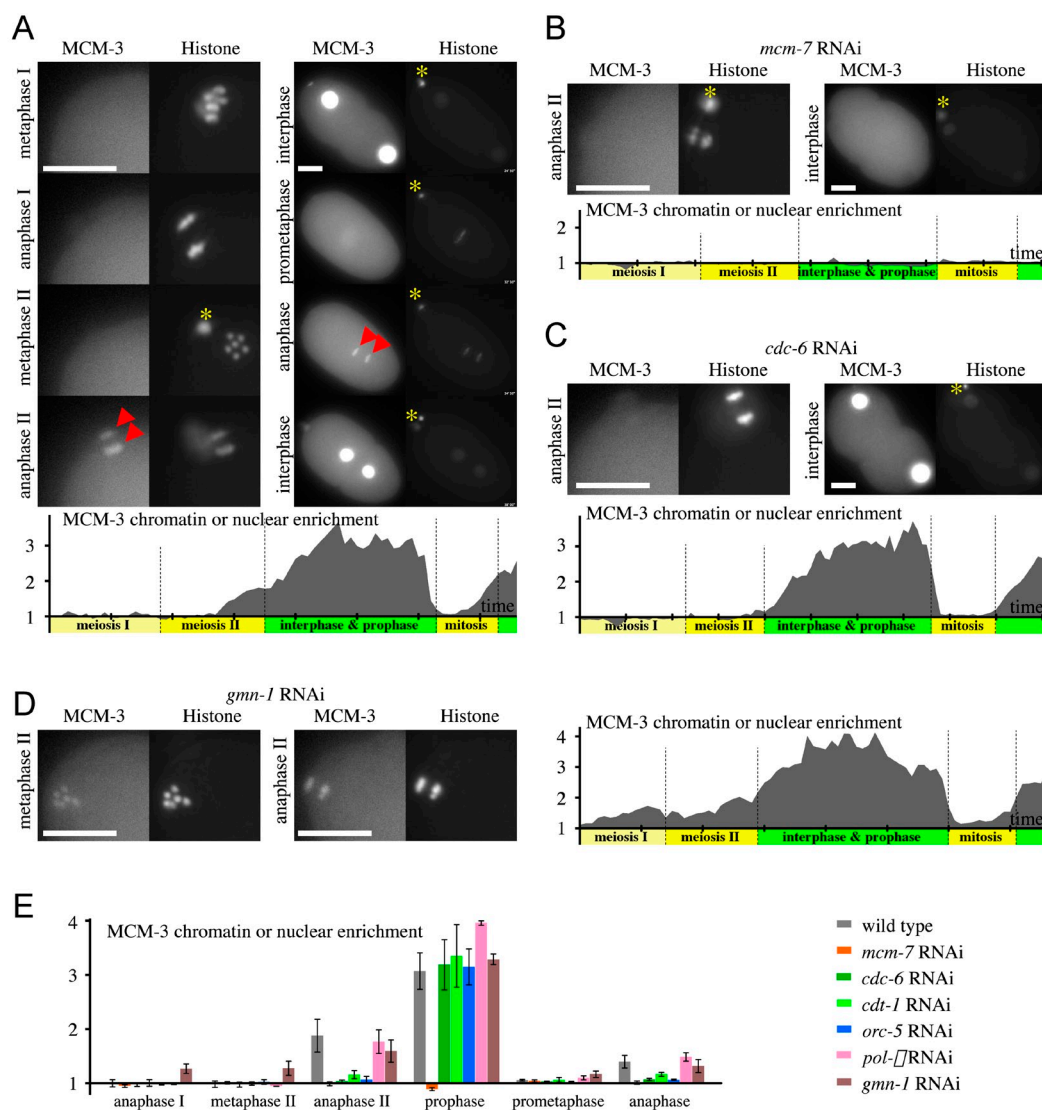 A
MCM-3 Histone MCM-3 Histone
metaphase I
interphase
*
anaphase I
prometaphase
*
metaphase II
*
anaphase
*
anaphase II
interphase
*
MCM-3 chromatin or nuclear enrichment
3
2
1
time
meiosis I meiosis II interphase & prophase mitosis
B
mcm-7 RNAi
MCM-3 Histone MCM-3 Histone
anaphase II
*
interphase
*
MCM-3 chromatin or nuclear enrichment
2
1
time
meiosis I meiosis II interphase & prophase mitosis
C
cdc-6 RNAi
MCM-3 Histone MCM-3 Histone
anaphase II
interphase
*
MCM-3 chromatin or nuclear enrichment
3
2
1
time
meiosis I meiosis II interphase & prophase mitosis
D
gmn-1 RNAi
MCM-3 Histone MCM-3 Histone
metaphase II
anaphase II
MCM-3 chromatin or nuclear enrichment
4
3
2
1
time
meiosis I meiosis II interphase & prophase mitosis
E
MCM-3 chromatin or nuclear enrichment
4
3
2
1
anaphase I metaphase II anaphase II prophase prometaphase anaphase
wild type
mcm-7 RNAi
cdc-6 RNAi
cdt-1 RNAi
orc-5 RNAi
pol-▯RNAi
gmn-1 RNAi